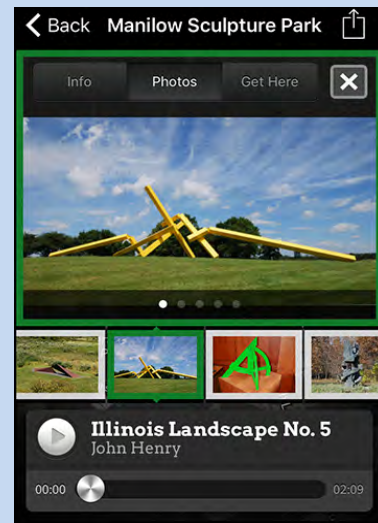 Back Manilow Sculpture Park
Info Photos Get Here
Illinois Landscape No. 5
John Henry
00:00 02:09